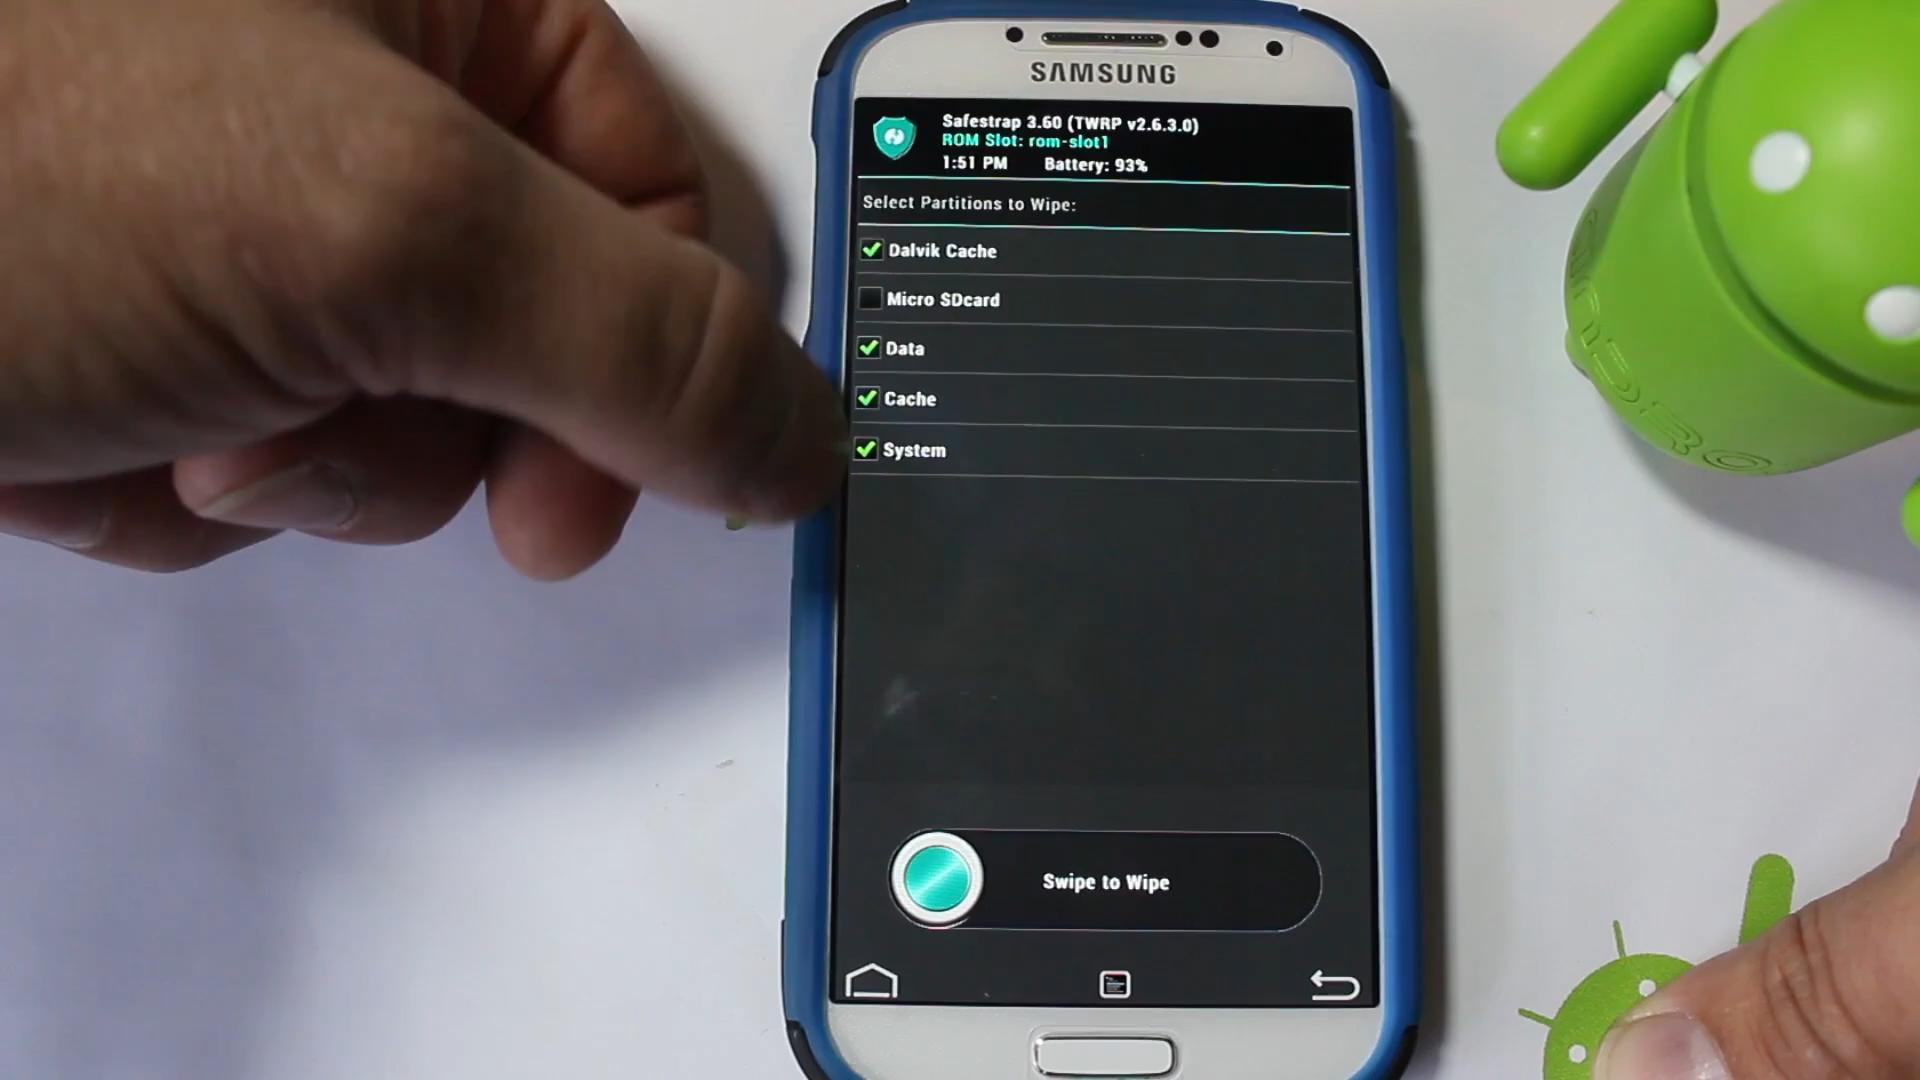 SAMSUNG
Safestrap 3.60 (TWRP v2.6.3.0)
ROM Slot: rom-slot1
1:51 PM Battery: 93%
Select Partitions to Wipe:
Dalvik Cache
Micro SDcard
Data
Cache
System
Swipe to Wipe